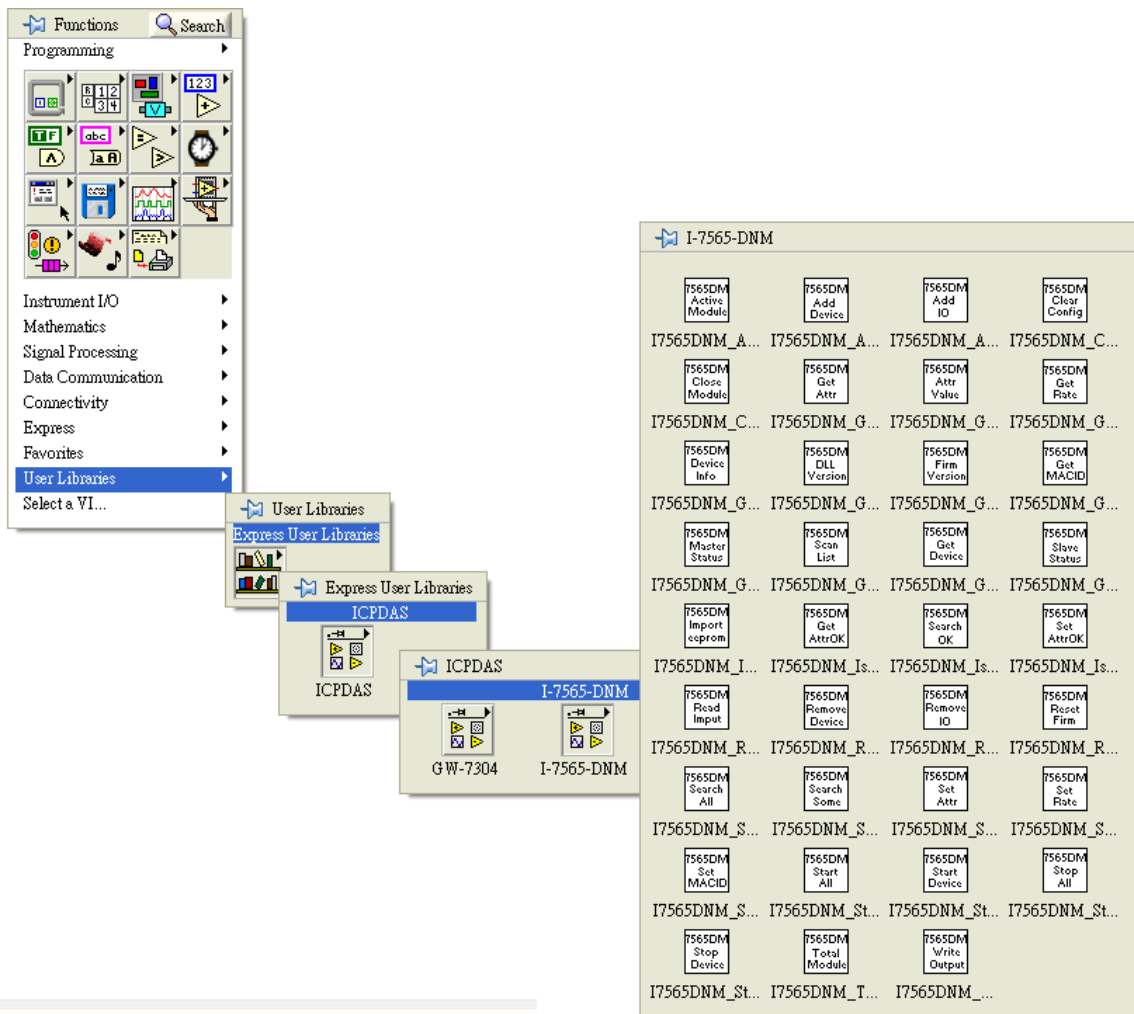 Functions Search
Programming
123
TF abc
Instrument I/O
Mathematics
Signal Processing
Data Communication
Connectivity
Express
Favorites
User Libraries
Select a VI...
User Libraries
Express User Libraries
Express User Libraries
ICPDAS
ICPDAS
ICPDAS
I-7565-DNM
GW-7304 I-7565-DNM
I-7565-DNM
7565DM 7565DM 7565DM 7565DM
Active Add Add Clear
Module Device IO Config
I7565DNM_A... I7565DNM_A... I7565DNM_A... I7565DNM_C...
7565DM 7565DM 7565DM 7565DM
Close Get Attr Get
Module Attr Value Rate
I7565DNM_C... I7565DNM_G... I7565DNM_G... I7565DNM_G...
7565DM 7565DM 7565DM 7565DM
Device DLL Firm Get
Info Version Version MACID
I7565DNM_G... I7565DNM_G... I7565DNM_G... I7565DNM_G...
7565DM 7565DM 7565DM 7565DM
Master Scan Get Slave
Status List Device Status
I7565DNM_G... I7565DNM_G... I7565DNM_G... I7565DNM_G...
7565DM 7565DM 7565DM 7565DM
Import Get Search Set
eeprom AttrOK OK AttrOK
I7565DNM_I... I7565DNM_Is... I7565DNM_Is... I7565DNM_Is...
7565DM 7565DM 7565DM 7565DM
Read Remove Remove Reset
Imput Device IO Firm
I7565DNM_R... I7565DNM_R... I7565DNM_R... I7565DNM_R...
7565DM 7565DM 7565DM 7565DM
Search Search Set Set
All Some Attr Rate
I7565DNM_S... I7565DNM_S... I7565DNM_S... I7565DNM_S...
7565DM 7565DM 7565DM 7565DM
Set Start Start Stop
MACID All Device All
I7565DNM_S... I7565DNM_St... I7565DNM_St... I7565DNM_St...
7565DM 7565DM 7565DM
Stop Total Write
Device Module Output
I7565DNM_St... I7565DNM_T... I7565DNM_...